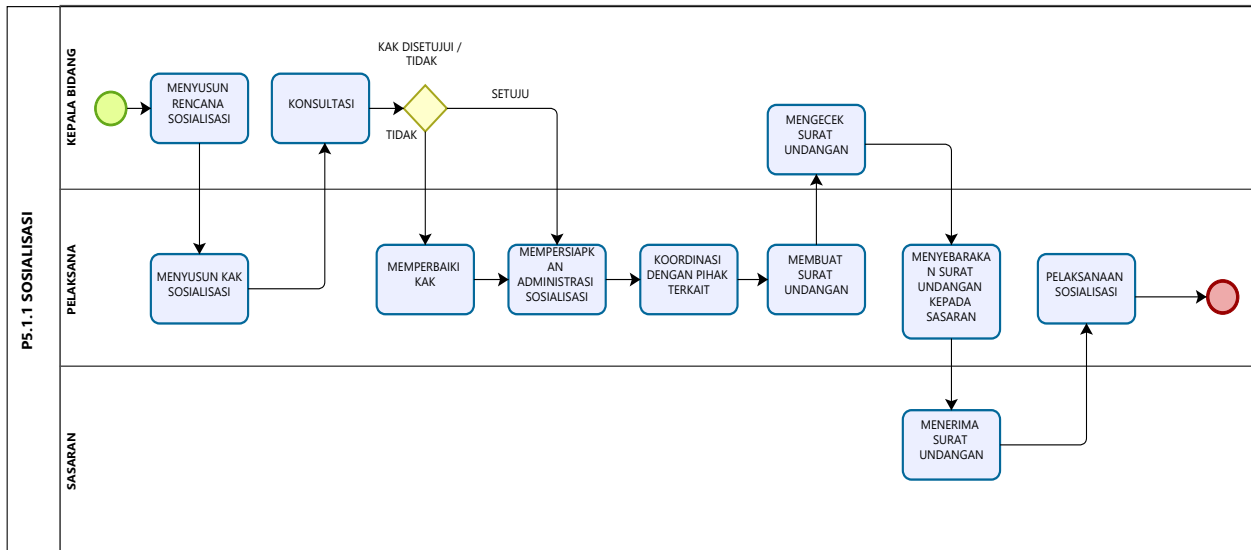 P5.1.1 SOSIALISASI
KEPALA BIDANG
MENYUSUN
RENCANA
SOSIALISASI
KONSULTASI
KAK DISETUJUI /
TIDAK
SETUJU
TIDAK
MENGECEK
SURAT
UNDANGAN
PELAKSANA
MENYUSUN KAK
SOSIALISASI
MEMPERBAIKI
KAK
MEMPERSIAPK
AN
ADMINISTRASI
SOSIALISASI
KOORDINASI
DENGAN PIHAK
TERKAIT
MEMBUAT
SURAT
UNDANGAN
MENYEBARAKA
N SURAT
UNDANGAN
KEPADA
SASARAN
PELAKSANAAN
SOSIALISASI
SASARAN
MENERIMA
SURAT
UNDANGAN